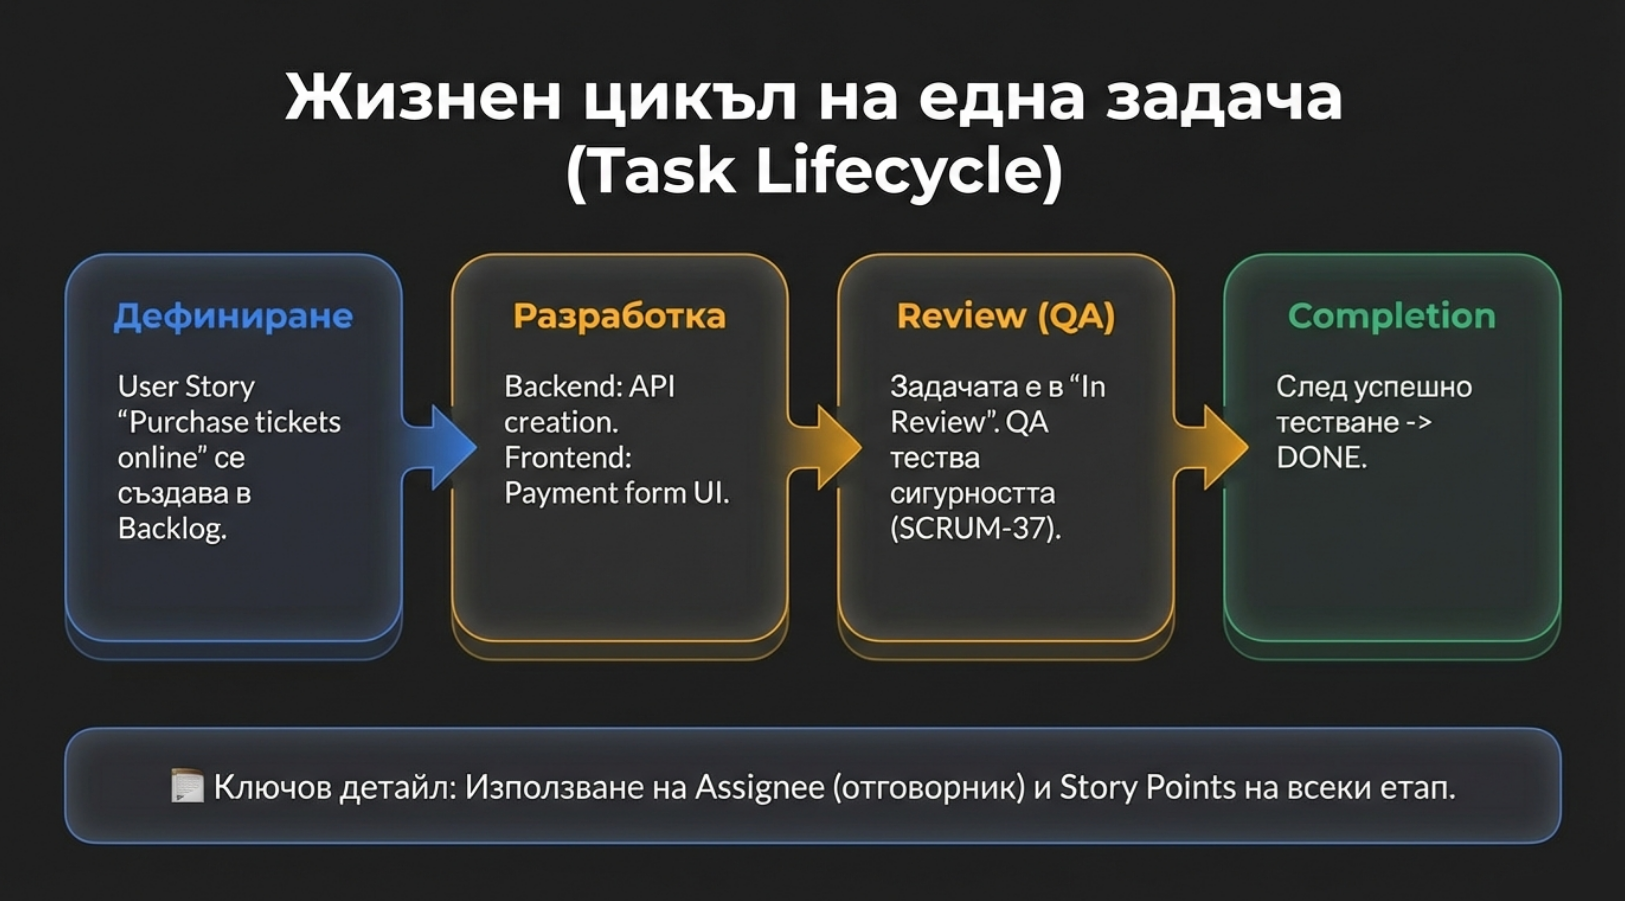 Жизнен цикъл на една задача
(Task Lifecycle)
Дефиниране
User Story
“Purchase tickets
online” се
създава в
Backlog.
Разработка
Backend: API
creation.
Frontend:
Payment form UI.
Review (QA)
Задачата е в “In
Review”. QA
тества
сигурността
(SCRUM-37).
Completion
След успешно
тестване ->
DONE.
Ключов детайл: Използване на Assignee (отговорник) и Story Points на всеки етап.